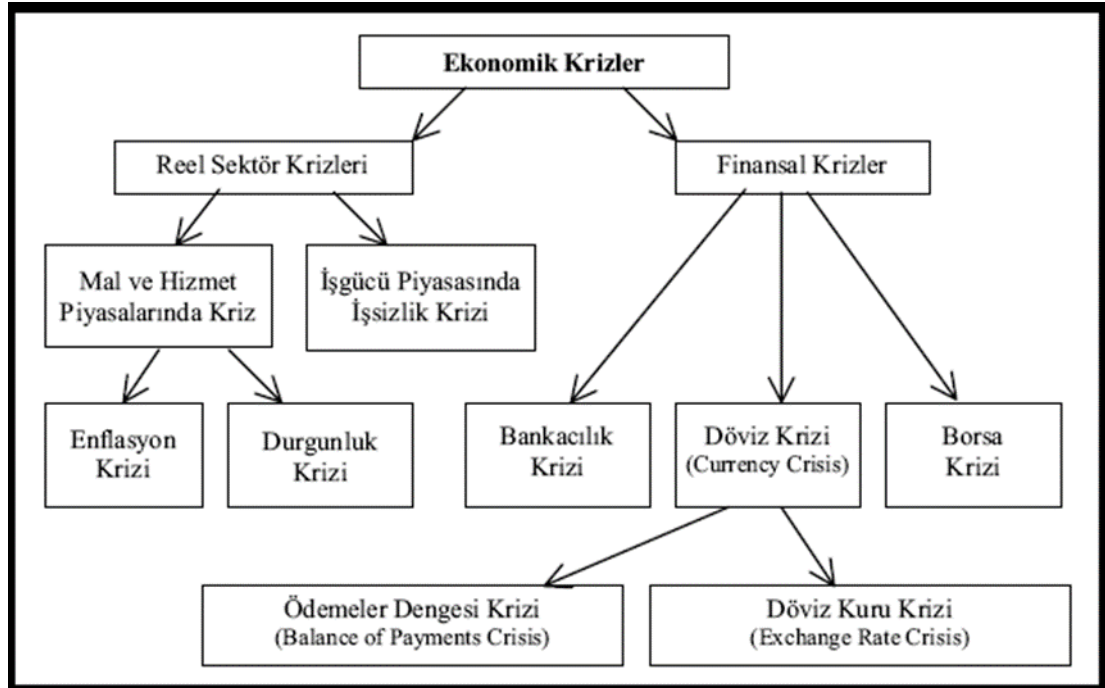 Ekonomik Krizler
Reel Sektör Krizleri
Finansal Krizler
Mal ve Hizmet
Piyasalarında Kriz
İşgücü Piyasasında
İşsizlik Krizi
Enflasyon
Krizi
Durgunluk
Krizi
Bankacılık
Krizi
Döviz Krizi
(Currency Crisis)
Borsa
Krizi
Ödemeler Dengesi Krizi
(Balance of Payments Crisis)
Döviz Kuru Krizi
(Exchange Rate Crisis)